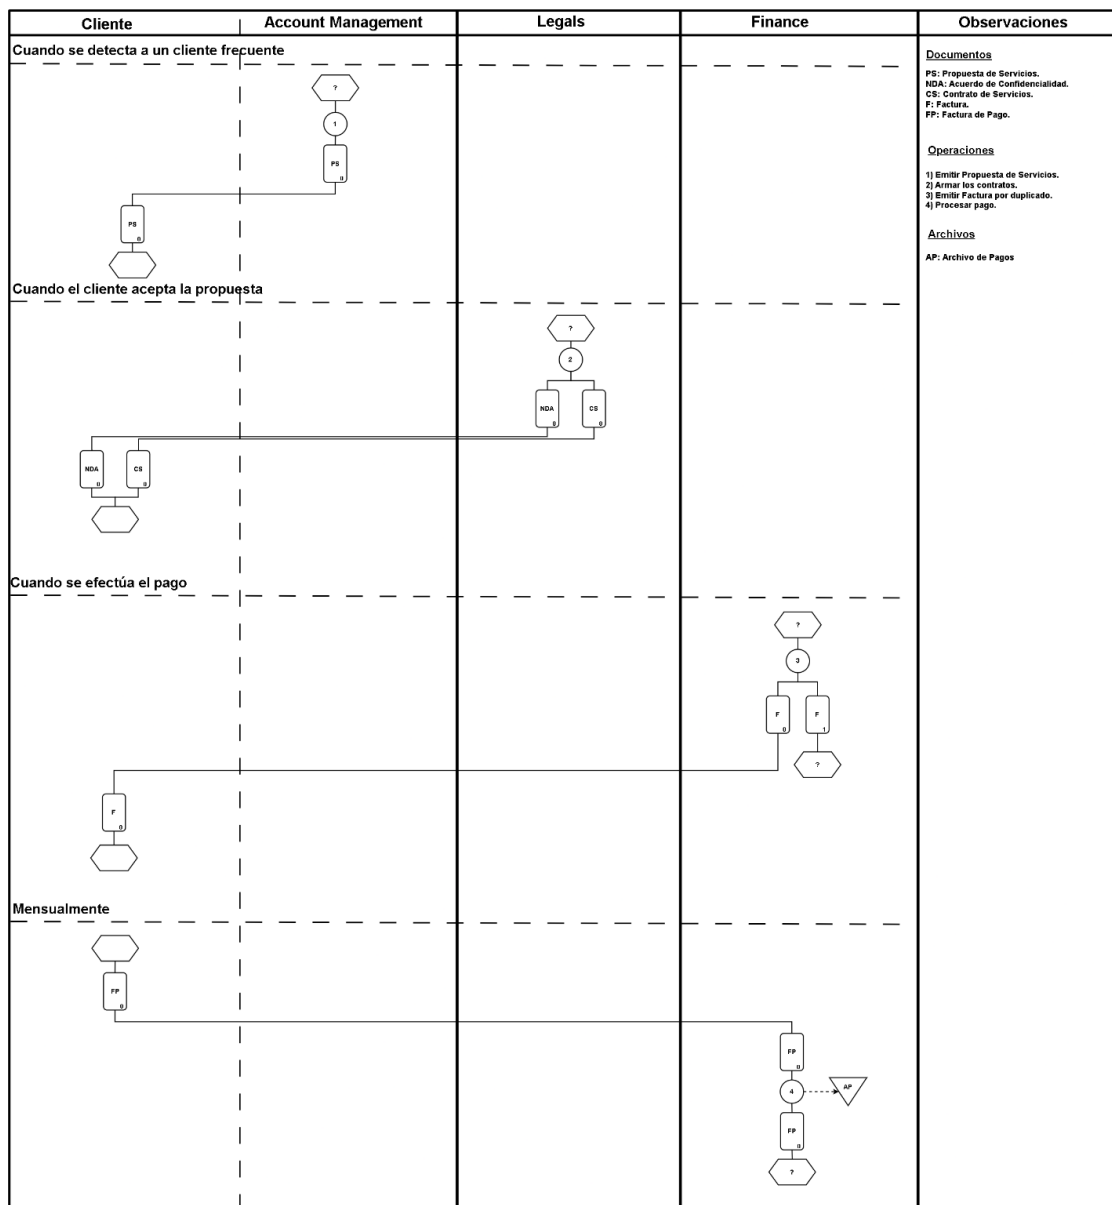 Cliente
Account Management
Legals
Finance
Observaciones
Cuando se detecta a un cliente frecuente
?
1
PS
0
PS
0
Documentos
PS: Propuesta de Servicios.
NDA: Acuerdo de Confidencialidad.
CS: Contrato de Servicios.
F: Factura.
FP: Factura de Pago.
Operaciones
1) Emitir Propuesta de Servicios.
2) Armar los contratos.
3) Emitir Factura por duplicado.
4) Procesar pago.
Archivos
AP: Archivo de Pagos
Cuando el cliente acepta la propuesta
?
2
NDA
0
CS
0
NDA
0
CS
0
Cuando se efectúa el pago
?
3
F
0
F
1
?
F
0
Mensualmente
FP
0
FP
0
4
AP
FP
0
?